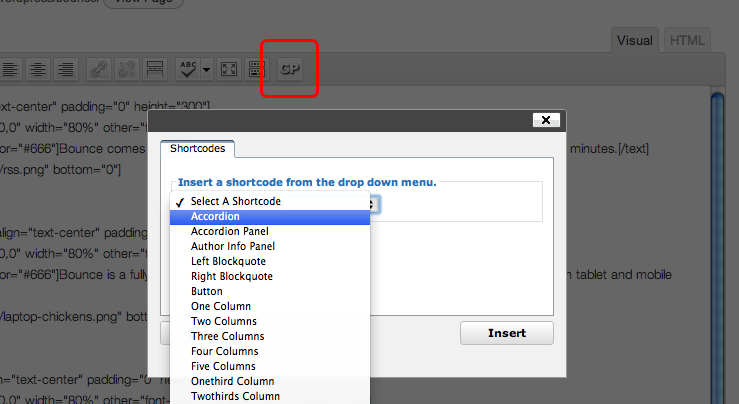 View Page
Visual HTML
ABC GP
ext-center" padding="0" height="300"]
0,0" width="80%" other="f
or="#666"]Bounce comes minutes.[/text]
/rss.png" bottom="0"]
Shortcodes
Insert a shortcode from the drop down menu.
✓ Select A Shortcode
Accordion
Accordion Panel
Author Info Panel
Left Blockquote
Right Blockquote
Button
One Column
Two Columns
Three Columns
Four Columns
Five Columns
Onethird Column
Twothirds Column
Insert
align="text-center" padding
0,0" width="80%" other="f
or="#666"]Bounce is a fully tablet and mobile
/laptop-chickens.png" bott
n="text-center" padding="0" he
0,0" width="80%" other="font-